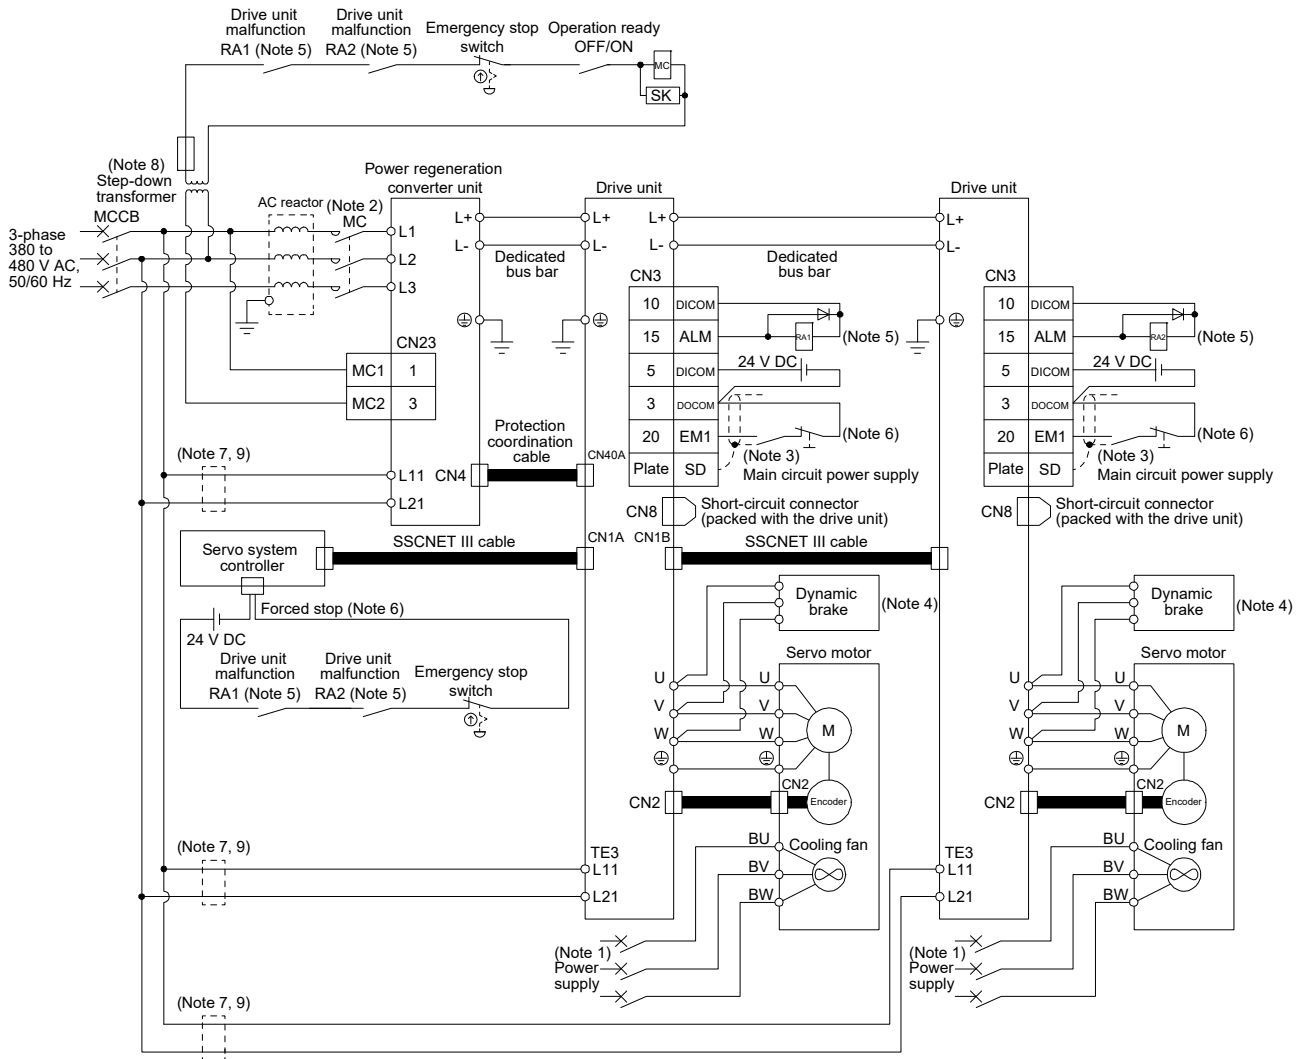 Drive unit
malfunction
RA1 (Note 5)
Drive unit
malfunction
RA2 (Note 5)
Emergency stop
switch
Operation ready
OFF/ON
MC
SK
(Note 8)
Step-down
transformer
MCCB
3-phase
380 to
480 V AC,
50/60 Hz
AC reactor
(Note 2)
MC
Power regeneration
converter unit
L1
L2
L3
L+
L-
CN23
MC1
1
MC2
3
L11
L21
CN4
Dedicated
bus bar
Protection
coordination
cable
CN40A
Drive unit
L+
L-
L+
L-
CN3
10
DICOM
15
ALM
5
DICOM
3
DOCOM
20
EM1
Plate
SD
RA1
(Note 5)
24 V DC
(Note 6)
(Note 3)
Main circuit power supply
CN8
Short-circuit connector
(packed with the drive unit)
Dedicated
bus bar
Drive unit
L+
L-
CN3
10
DICOM
15
ALM
5
DICOM
3
DOCOM
20
EM1
Plate
SD
RA2
(Note 5)
24 V DC
(Note 6)
(Note 3)
Main circuit power supply
CN8
Short-circuit connector
(packed with the drive unit)
(Note 7, 9)
Servo system
controller
SSCNET III cable
CN1A
CN1B
SSCNET III cable
Forced stop (Note 6)
24 V DC
Drive unit
malfunction
RA1 (Note 5)
Drive unit
malfunction
RA2 (Note 5)
Emergency stop
switch
Dynamic
brake
(Note 4)
Servo motor
U
V
W
U
V
W
M
CN2
CN2
Encoder
BU
BV
BW
Cooling fan
Dynamic
brake
(Note 4)
Servo motor
U
V
W
U
V
W
M
CN2
CN2
Encoder
BU
BV
BW
Cooling fan
(Note 7, 9)
TE3
L11
L21
TE3
L11
L21
(Note 1)
Power
supply
(Note 1)
Power
supply
(Note 7, 9)